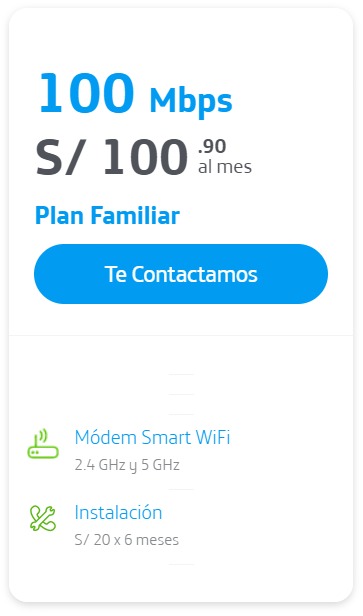 100 Mbps
S/ 100 .90
al mes
Plan Familiar
Te Contactamos
Módem Smart WiFi
2.4 GHz y 5 GHz
Instalación
S/ 20 x 6 meses